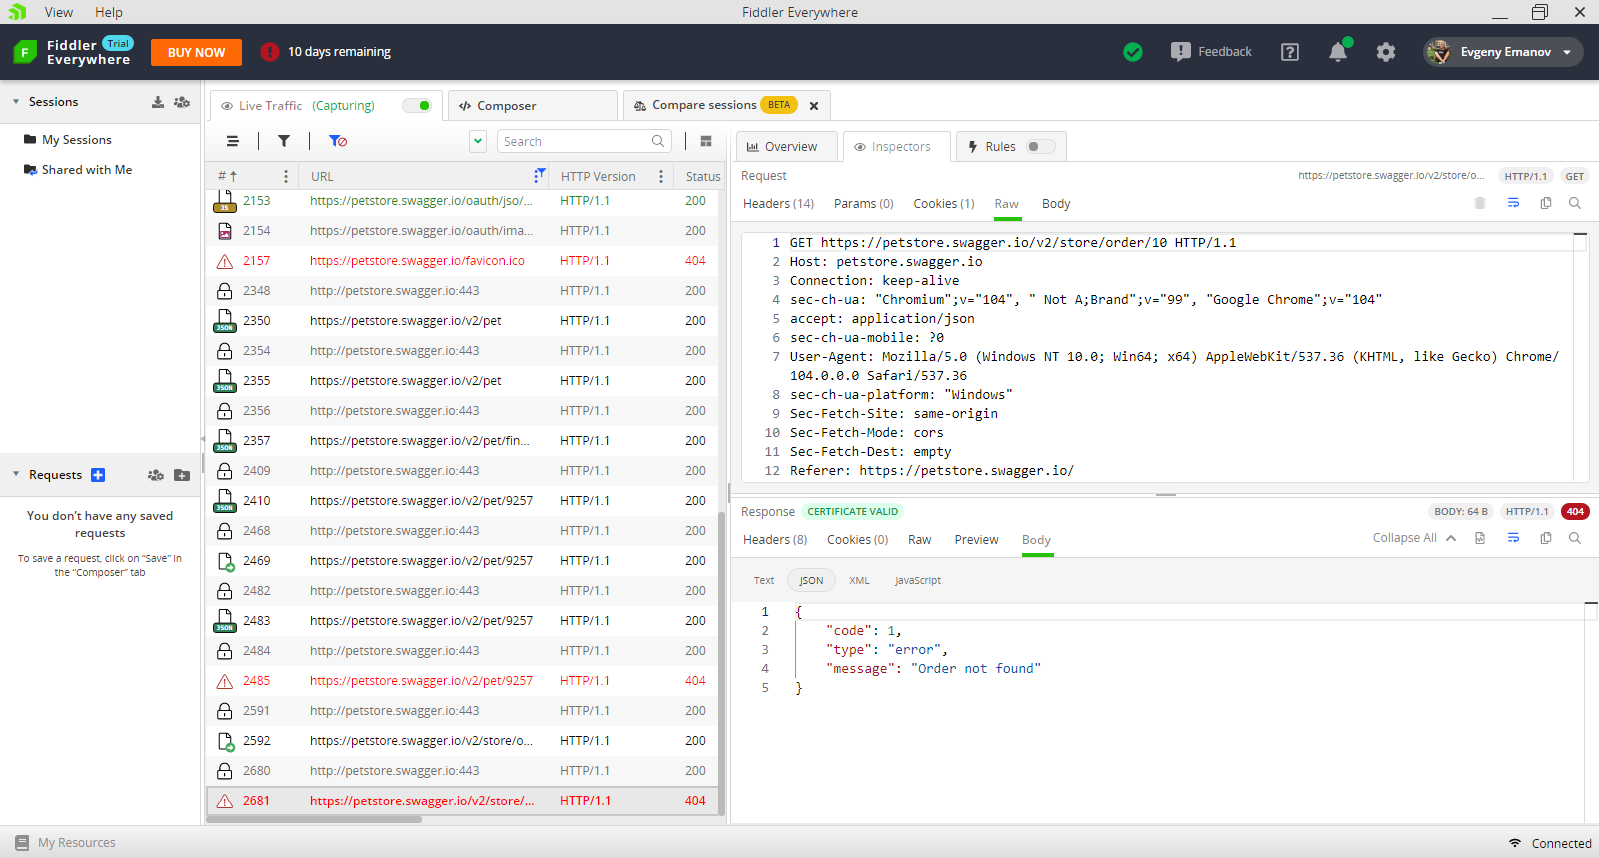 View Help Fiddler Everywhere
Fiddler Trial
Everywhere
BUY NOW
10 days remaining
Feedback
Evgeny Emanov
Sessions
My Sessions
Shared with Me
Requests
You don't have any saved
requests
To save a request, click on "Save" in
the "Composer" tab
Live Traffic (Capturing)
Composer
Compare sessions BETA
Search
# URL HTTP Version Status
2153 https://petstore.swagger.io/oauth/jso/... HTTP/1.1 200
2154 https://petstore.swagger.io/oauth/ima... HTTP/1.1 200
2157 https://petstore.swagger.io/favicon.ico HTTP/1.1 404
2348 http://petstore.swagger.io:443 HTTP/1.1 200
2350 https://petstore.swagger.io/v2/pet HTTP/1.1 200
2354 http://petstore.swagger.io:443 HTTP/1.1 200
2355 https://petstore.swagger.io/v2/pet HTTP/1.1 200
2356 http://petstore.swagger.io:443 HTTP/1.1 200
2357 https://petstore.swagger.io/v2/pet/fin... HTTP/1.1 200
2409 http://petstore.swagger.io:443 HTTP/1.1 200
2410 https://petstore.swagger.io/v2/pet/9257 HTTP/1.1 200
2468 http://petstore.swagger.io:443 HTTP/1.1 200
2469 https://petstore.swagger.io/v2/pet/9257 HTTP/1.1 200
2482 http://petstore.swagger.io:443 HTTP/1.1 200
2483 https://petstore.swagger.io/v2/pet/9257 HTTP/1.1 200
2484 http://petstore.swagger.io:443 HTTP/1.1 200
2485 https://petstore.swagger.io/v2/pet/9257 HTTP/1.1 404
2591 http://petstore.swagger.io:443 HTTP/1.1 200
2592 https://petstore.swagger.io/v2/store/o... HTTP/1.1 200
2680 http://petstore.swagger.io:443 HTTP/1.1 200
2681 https://petstore.swagger.io/v2/store/... HTTP/1.1 404
Overview Inspectors Rules
Request https://petstore.swagger.io/v2/store/o... HTTP/1.1 GET
Headers (14) Params (0) Cookies (1) Raw Body
1 GET https://petstore.swagger.io/v2/store/order/10 HTTP/1.1
2 Host: petstore.swagger.io
3 Connection: keep-alive
4 sec-ch-ua: "Chromium";v="104", " Not A;Brand";v="99", "Google Chrome";v="104"
5 accept: application/json
6 sec-ch-ua-mobile: ?0
7 User-Agent: Mozilla/5.0 (Windows NT 10.0; Win64; x64) AppleWebKit/537.36 (KHTML, like Gecko) Chrome/
104.0.0.0 Safari/537.36
8 sec-ch-ua-platform: "Windows"
9 Sec-Fetch-Site: same-origin
10 Sec-Fetch-Mode: cors
11 Sec-Fetch-Dest: empty
12 Referer: https://petstore.swagger.io/
Response CERTIFICATE VALID BODY: 64 B HTTP/1.1 404
Headers (8) Cookies (0) Raw Preview Body Collapse All
Text JSON XML JavaScript
1 {
2 "code": 1,
3 "type": "error",
4 "message": "Order not found"
5 }
My Resources
Connected